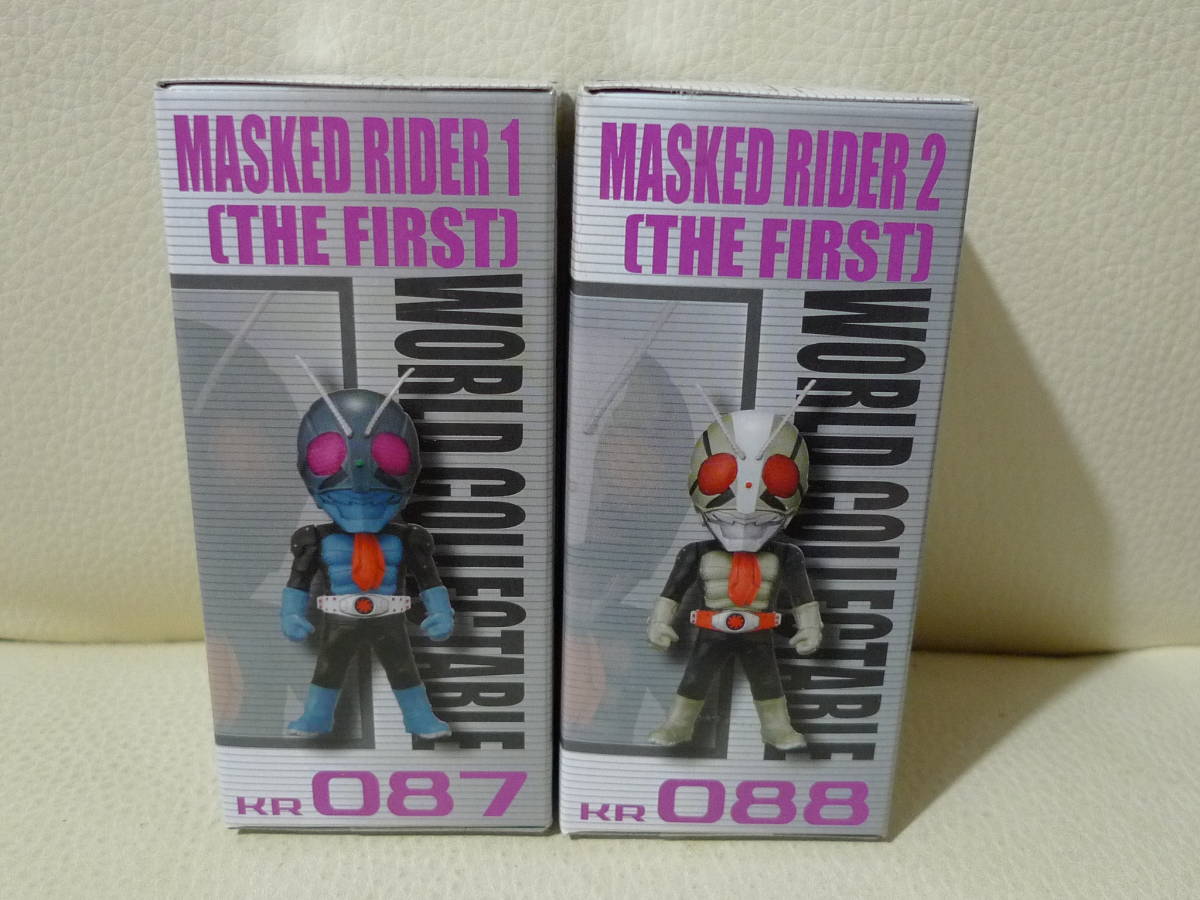 MASKED RIDER 1
(THE FIRST)
WORLD COLLECTABLE
KR 087
MASKED RIDER 2
(THE FIRST)
WORLD COLLECTABLE
KR 088